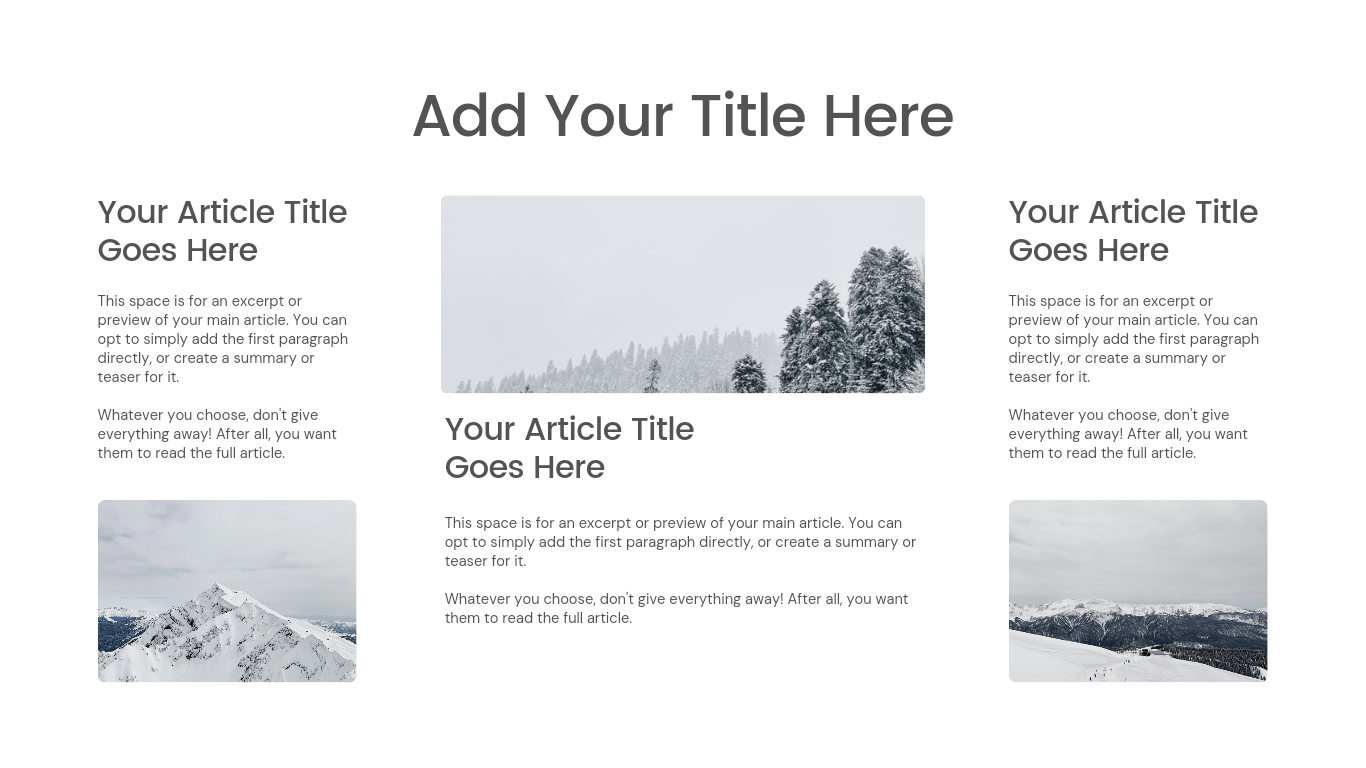 Add Your Title Here
Your Article Title
Goes Here
This space is for an excerpt or
preview of your main article. You can
opt to simply add the first paragraph
directly, or create a summary or
teaser for it.
Whatever you choose, don't give
everything away! After all, you want
them to read the full article.
Your Article Title
Goes Here
This space is for an excerpt or preview of your main article. You can
opt to simply add the first paragraph directly, or create a summary or
teaser for it.
Whatever you choose, don't give everything away! After all, you want
them to read the full article.
Your Article Title
Goes Here
This space is for an excerpt or
preview of your main article. You can
opt to simply add the first paragraph
directly, or create a summary or
teaser for it.
Whatever you choose, don't give
everything away! After all, you want
them to read the full article.